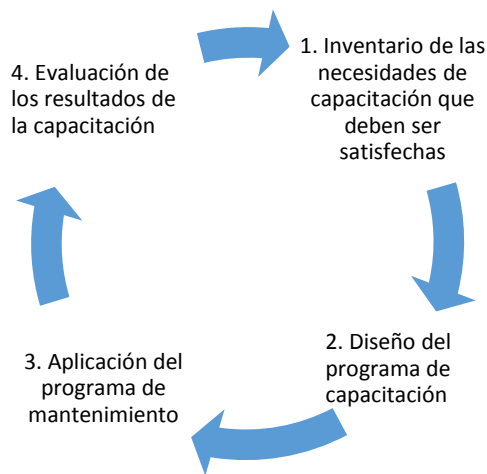 1. Inventario de las
necesidades de
capacitación que
deben ser
satisfechas
2. Diseño del
programa de
capacitación
3. Aplicación del
programa de
mantenimiento
4. Evaluación de
los resultados de
la capacitación